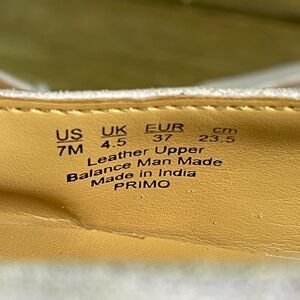 US UK EUR cm
7M 4.5 37 23.5
Leather Upper
Balance Man Made
Made in India
PRIMO